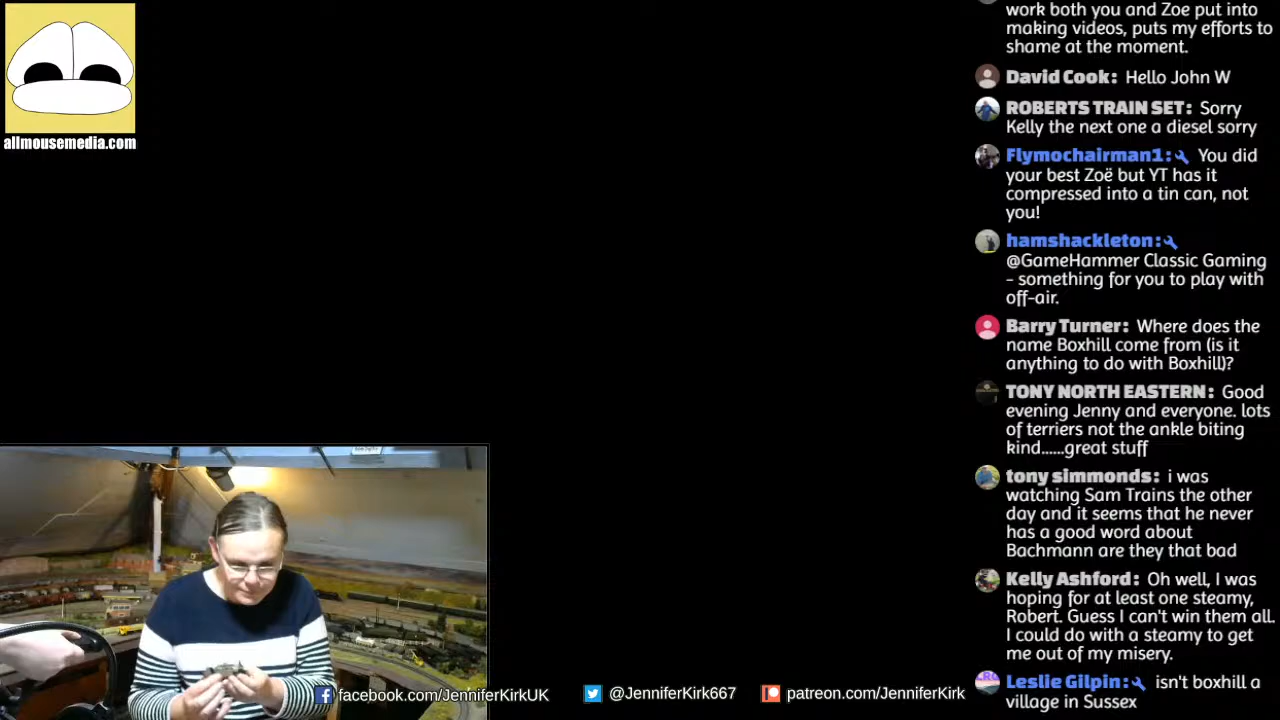 allmousemedia.com
work both you and Zoe put into
making videos, puts my efforts to
shame at the moment.
David Cook: Hello John W
ROBERTS TRAIN SET: Sorry
Kelly the next one a diesel sorry
Flymochairman1: You did
your best Zoë but YT has it
compressed into a tin can, not
you!
hamshackleton:
@GameHammer Classic Gaming
- something for you to play with
off-air.
Barry Turner: Where does the
name Boxhill come from (is it
anything to do with Boxhill)?
TONY NORTH EASTERN: Good
evening Jenny and everyone. lots
of terriers not the ankle biting
kind......great stuff
tony simmonds: i was
watching Sam Trains the other
day and it seems that he never
has a good word about
Bachmann are they that bad
Kelly Ashford: Oh well, I was
hoping for at least one steamy,
Robert. Guess I can't win them all.
I could do with a steamy to get
me out of my misery.
Leslie Gilpin: isn't boxhill a
village in Sussex
facebook.com/JenniferKirkUK @JenniferKirk667 patreon.com/JenniferKirk